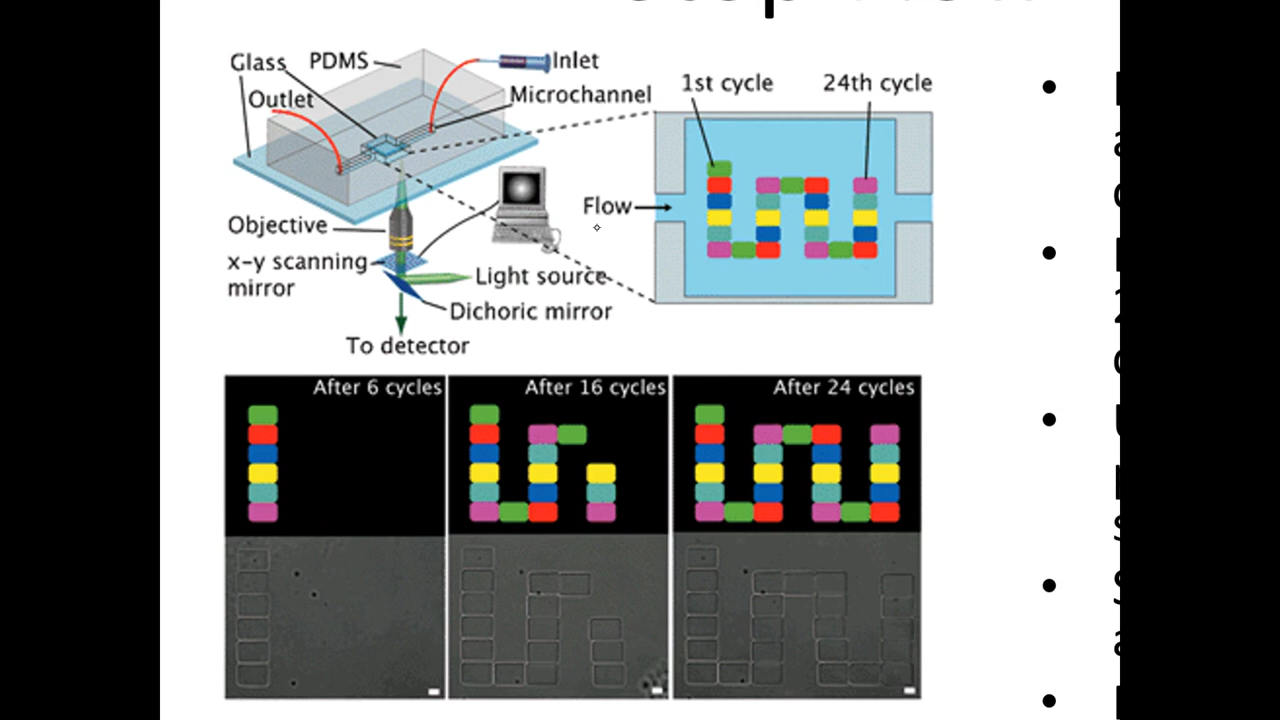 Glass
PDMS
Inlet
Outlet
Microchannel
1st cycle
24th cycle
Flow
Objective
x-y scanning
mirror
Light source
Dichoric mirror
To detector
After 6 cycles
After 16 cycles
After 24 cycles